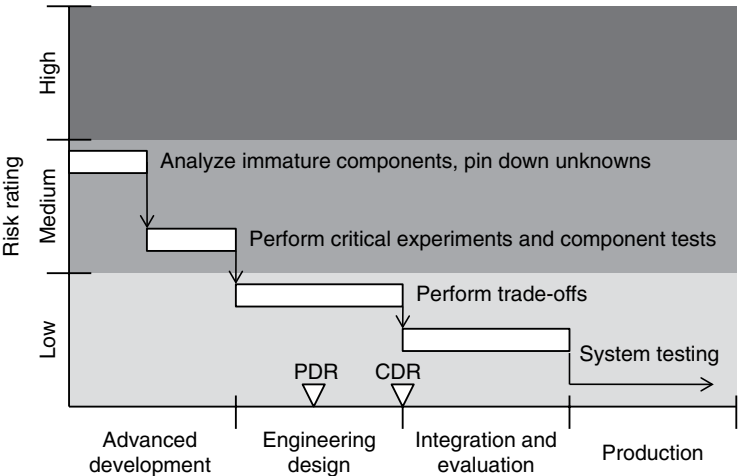 Risk rating
High
Medium
Low
Analyze immature components, pin down unknowns
Perform critical experiments and component tests
Perform trade-offs
System testing
PDR
CDR
Advanced
development
Engineering
design
Integration and
evaluation
Production